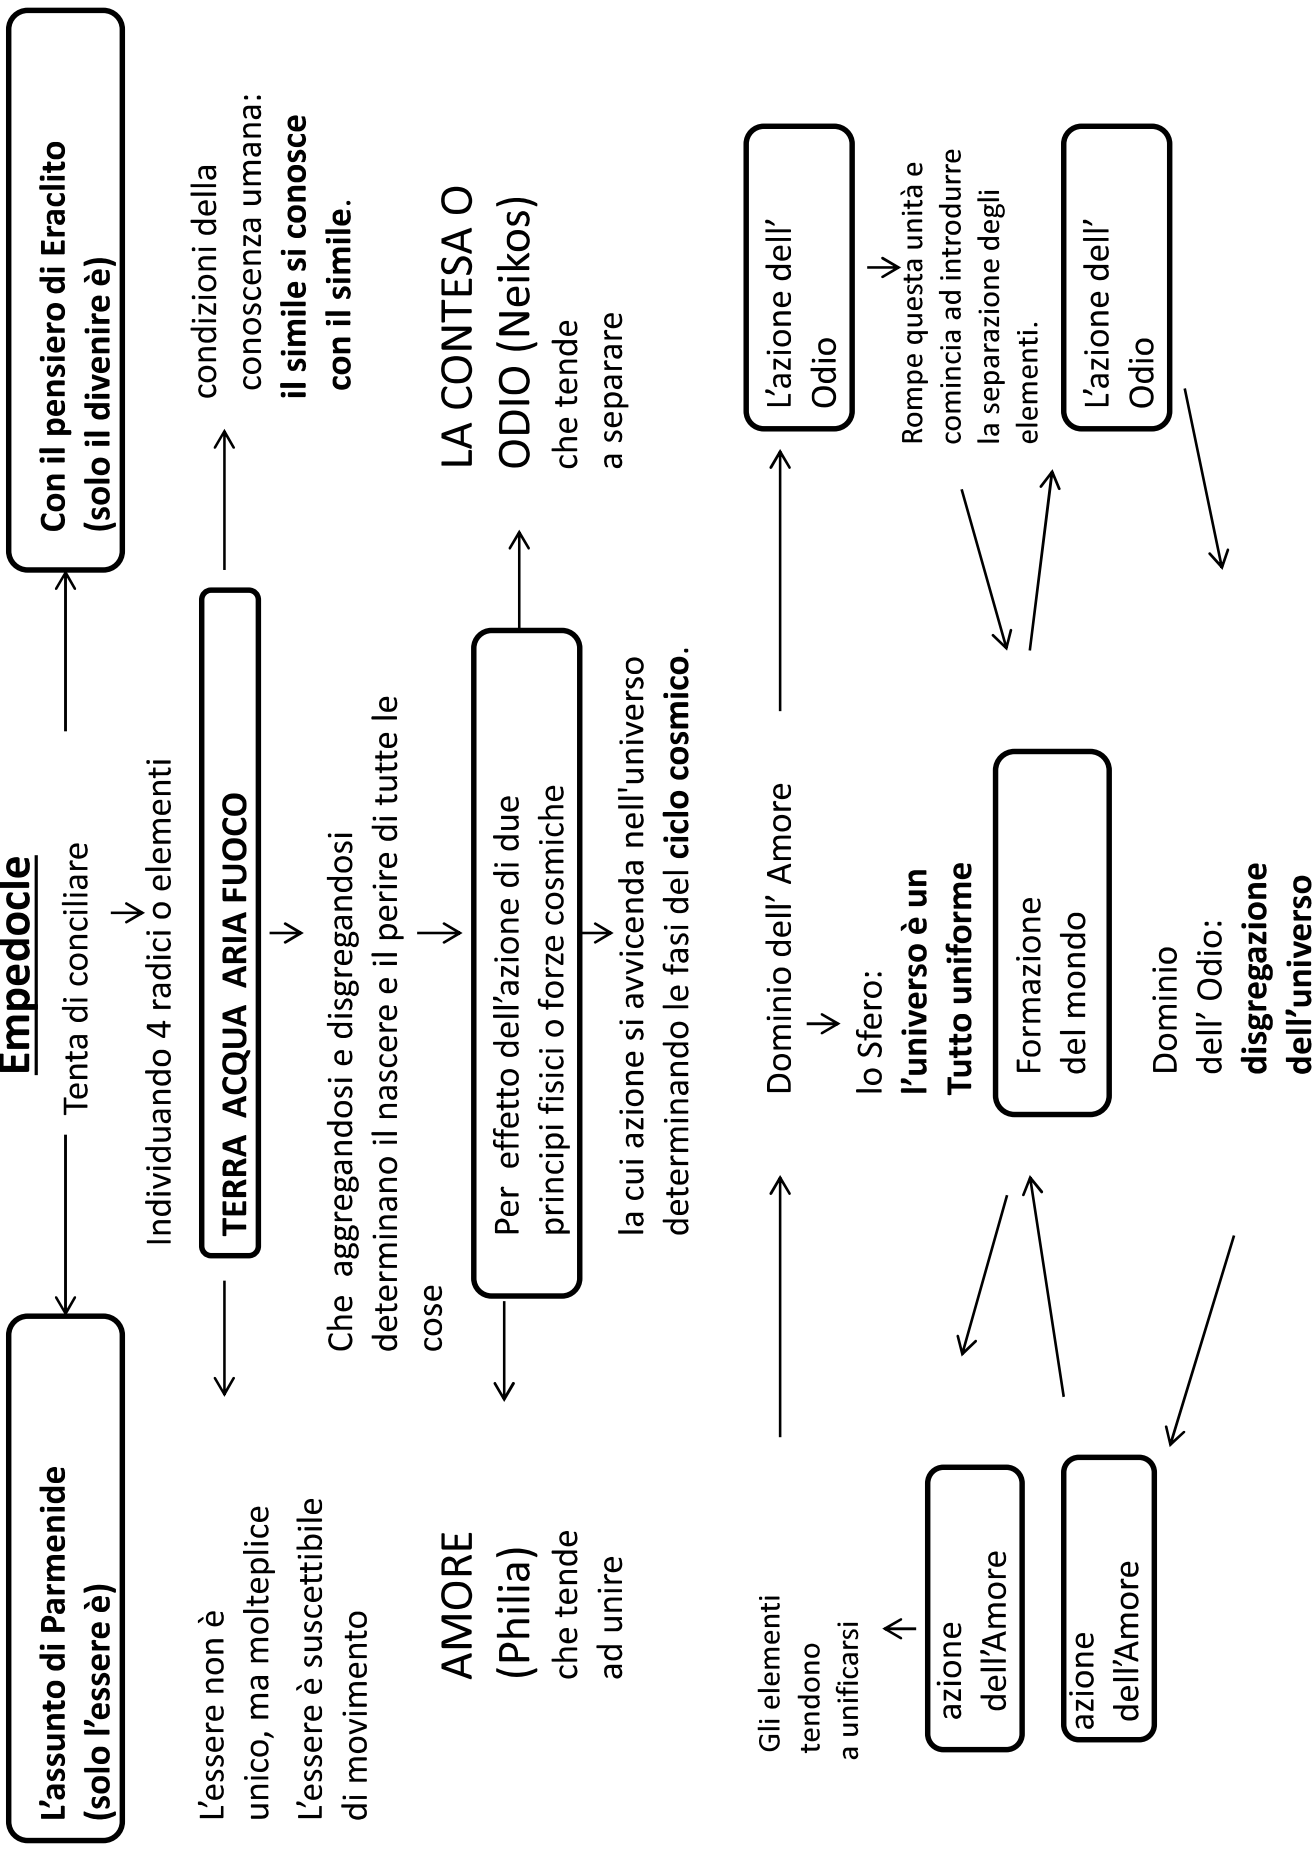 Empedocle
L’assunto di Parmenide
(solo l’essere è)
Tenta di conciliare
Con il pensiero di Eraclito
(solo il divenire è)
Individuando 4 radici o elementi
TERRA ACQUA ARIA FUOCO
L’essere non è
unico, ma molteplice
L’essere è suscettibile
di movimento
condizioni della
conoscenza umana:
il simile si conosce
con il simile.
Che aggregandosi e disgregandosi
determinano il nascere e il perire di tutte le
cose
AMORE
(Philia)
che tende
ad unire
Per effetto dell’azione di due
principi fisici o forze cosmiche
LA CONTESA O
ODIO (Neikos)
che tende
a separare
la cui azione si avvicenda nell'universo
determinando le fasi del ciclo cosmico.
Gli elementi
tendono
a unificarsi
Dominio dell’ Amore
L’azione dell’
Odio
lo Sfero:
l’universo è un
Tutto uniforme
Rompe questa unità e
comincia ad introdurre
la separazione degli
elementi.
azione
dell’Amore
Formazione
del mondo
azione
dell’Amore
L’azione dell’
Odio
Dominio
dell’ Odio:
disgregazione
dell’universo